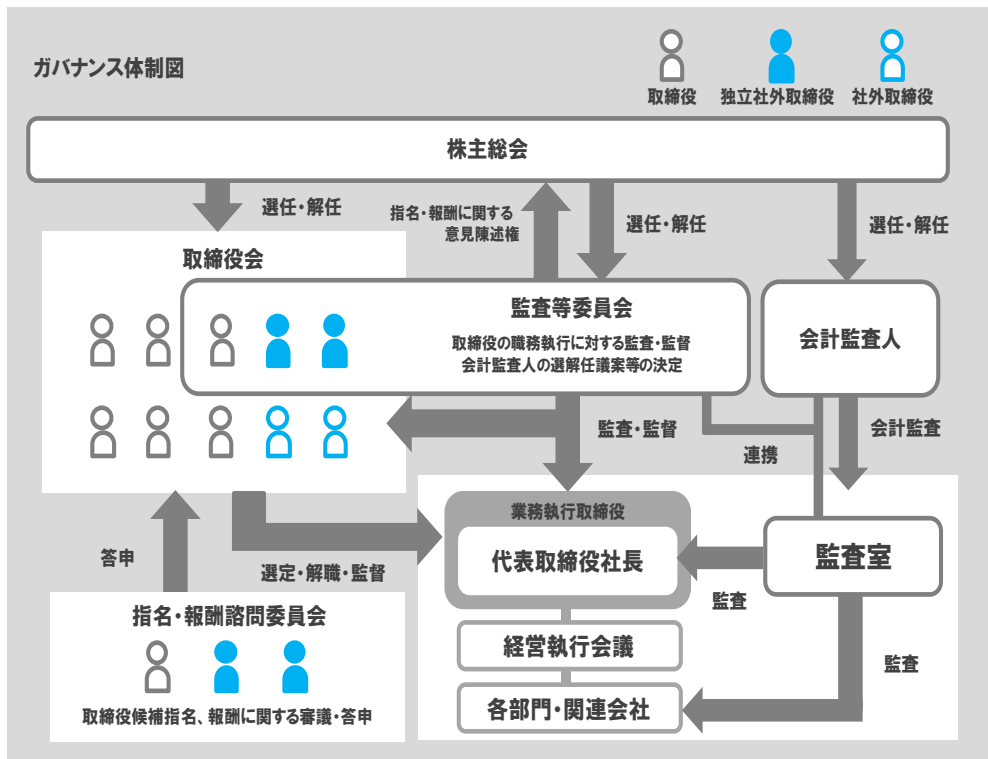 ガバナンス体制図
取締役
独立社外取締役
社外取締役
株主総会
選任・解任
指名・報酬に関する
意見陳述権
選任・解任
選任・解任
取締役会
監査等委員会
取締役の職務執行に対する監査・監督
会計監査人の選解任議案等の決定
会計監査人
監査・監督
連携
会計監査
業務執行取締役
代表取締役社長
監査室
答申
選定・解職・監督
監査
指名・報酬諮問委員会
取締役候補指名、報酬に関する審議・答申
経営執行会議
監査
各部門・関連会社